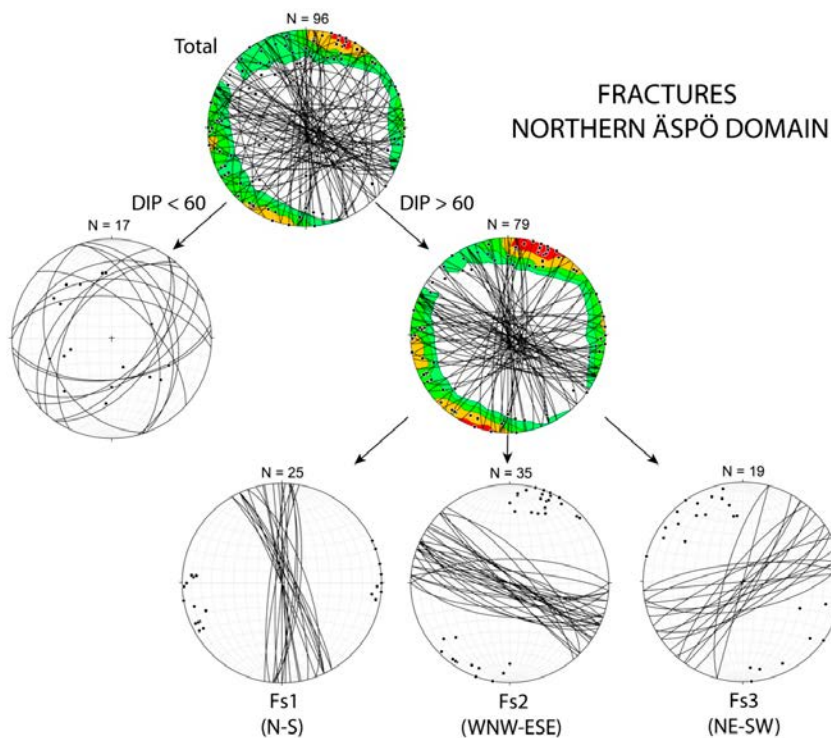 N = 96
Total
FRACTURES
NORTHERN ÄSPÖ DOMAIN
DIP < 60
DIP > 60
N = 17
N = 79
N = 25
N = 35
N = 19
Fs1
(N-S)
Fs2
(WNW-ESE)
Fs3
(NE-SW)